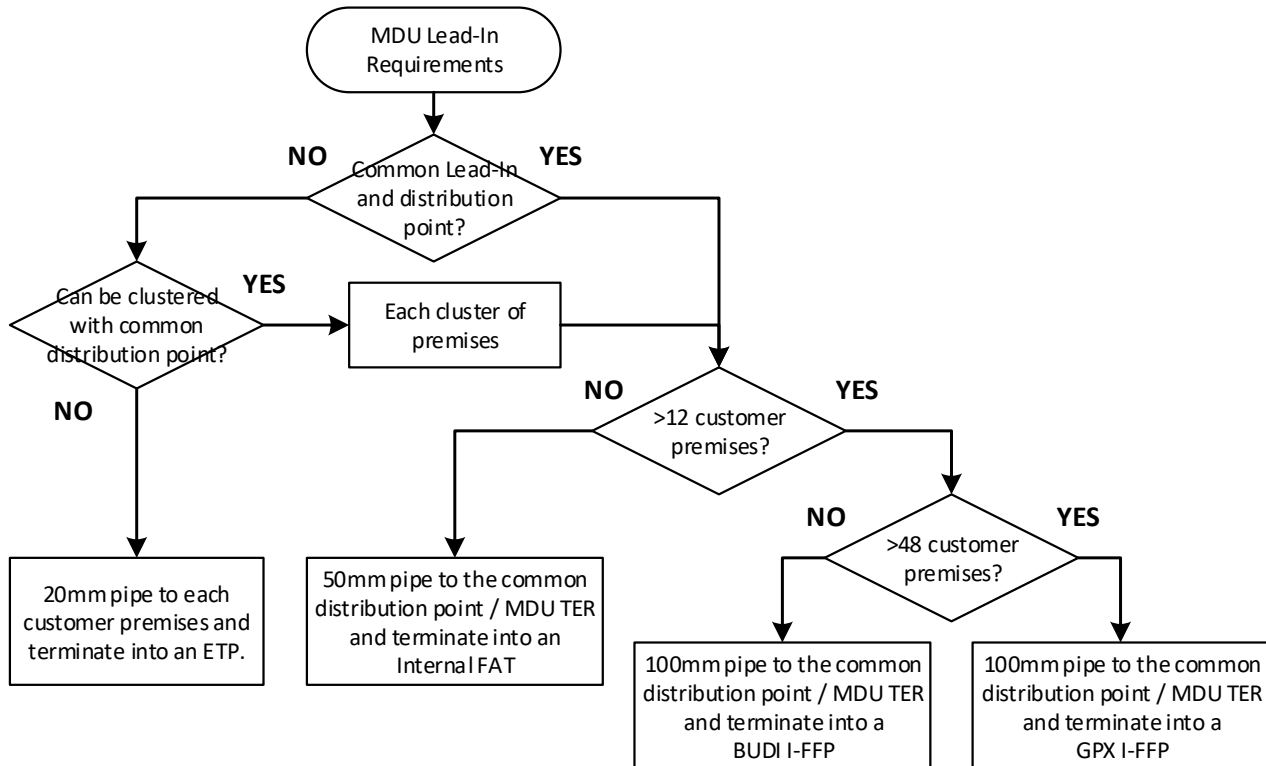 MDU Lead-In
Requirements
NO
YES
Common Lead-In
and distribution
point?
Can be clustered
with common
distribution point?
YES
Each cluster of
premises
NO
NO
YES
>12 customer
premises?
NO
YES
>48 customer
premises?
20mm pipe to each
customer premises and
terminate into an ETP.
50mm pipe to the common
distribution point / MDU TER
and terminate into an
Internal FAT
100mm pipe to the common
distribution point / MDU TER
and terminate into a
BUDI I-FFP
100mm pipe to the common
distribution point / MDU TER
and terminate into a
GPX I-FFP